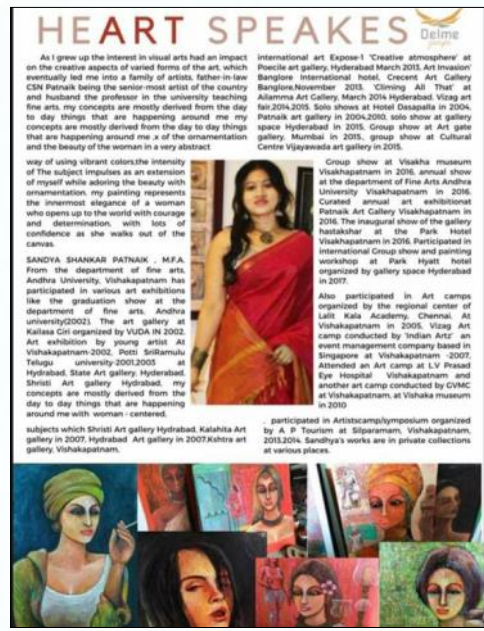 HEART SPEAKES
Delme
As I grew up the interest in visual arts had an impact
on the creative aspects of varied forms of the art, which
eventually led me into a family of artists, father-in-law
CSN Patnaik being the senior-most artist of the country
and husband the professor in the university teaching
fine arts. my concepts are mostly derived from the day
to day things that are happening around me my
concepts are mostly derived from the day to day things
that are happening around me ,x of the ornamentation
and the beauty of the woman in a very abstract
way of using vibrant colors,the intensity
of The subject impulses as an extension
of myself while adoring the beauty with
ornamentation. my painting represents
the innermost elegance of a woman
who opens up to the world with courage
and determination, with lots of
confidence as she walks out of the
canvas.
SANDYA SHANKAR PATNAIK , M.F.A.
From the department of fine arts,
Andhra University, Vishakapatnam has
participated in various art exhibitions
like the graduation show at the
department of fine arts, Andhra
university(2002), The art gallery at
Kailasa Giri organized by VUDA IN 2002,
Art exhibition by young artist At
Vishakapatnam-2002, Potti SriRamulu
Telugu university-2001,2003 at
Hydrabad, State Art gallery, Hyderabad,
Shristi Art gallery Hydrabad, my
concepts are mostly derived from the
day to day things that are happening
around me with woman - centered,
subjects which Shristi Art gallery Hydrabad, Kalahita Art
gallery in 2007, Hydrabad Art gallery in 2007,Kshtra art
gallery, Vishakapatnam,
international art Expose-1 'Creative atmosphere' at
Poecile art gallery, Hyderabad March 2013, Art Invasion'
Banglore International hotel, Crecent Art Gallery
Banglore,November 2013. 'Climing All That' at
Ailamma Art Gallery, March 2014 Hyderabad, Vizag art
fair,2014,2015. Solo shows at Hotel Dasapalla in 2004,
Patnaik art gallery in 2004,2010, solo show at gallery
space Hyderabad in 2015, Group show at Art gate
gallery, Mumbai in 2015, group show at Cultural
Centre Vijayawada art gallery in 2015.
Group show at Visakha museum
Visakhapatnam in 2016, annual show
at the department of Fine Arts Andhra
University Visakhapatnam in 2016.
Curated annual art exhibitionat
Patnaik Art Gallery Visakhapatnam in
2016. The inaugural show of the gallery
hastakshar at the Park Hotel
Visakhapatnam in 2016. Participated in
international Group show and painting
workshop at Park Hyatt hotel
organized by gallery space Hyderabad
in 2017.
Also participated in Art camps
organized by the regional center of
Lalit Kala Academy, Chennai. At
Vishakapatnam in 2005, Vizag Art
camp conducted by 'Indian Artz' an
event management company based in
Singapore at Vishakapatnam -2007,
Attended an Art camp at L.V Prasad
Eye Hospital Vishakapatnam and
another art camp conducted by GVMC
at Vishakapatnam, at Vishaka museum
in 2010
. participated in Artistscamp/symposium organized
by A P Tourism at Silparamam, Vishakapatnam,
2013,2014. Sandhya's works are in private collections
at various places.